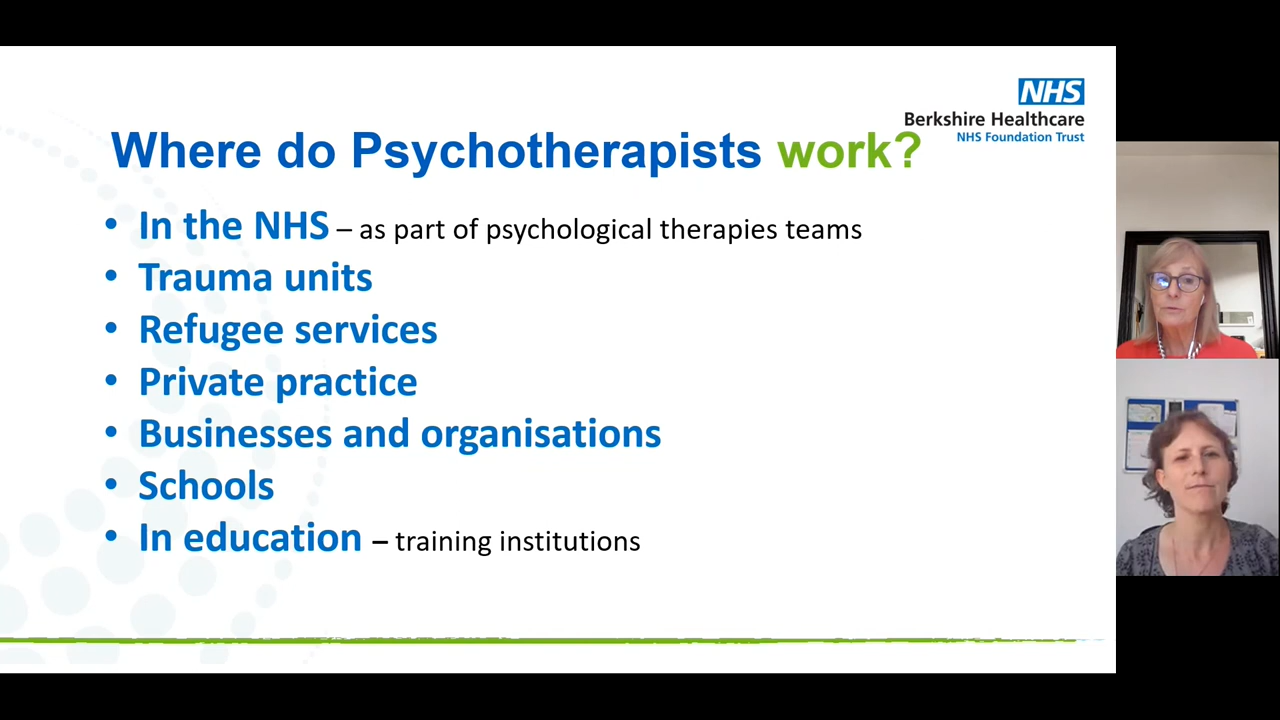 NHS
Berkshire Healthcare
NHS Foundation Trust
Where do Psychotherapists work?
• In the NHS – as part of psychological therapies teams
• Trauma units
• Refugee services
• Private practice
• Businesses and organisations
• Schools
• In education – training institutions